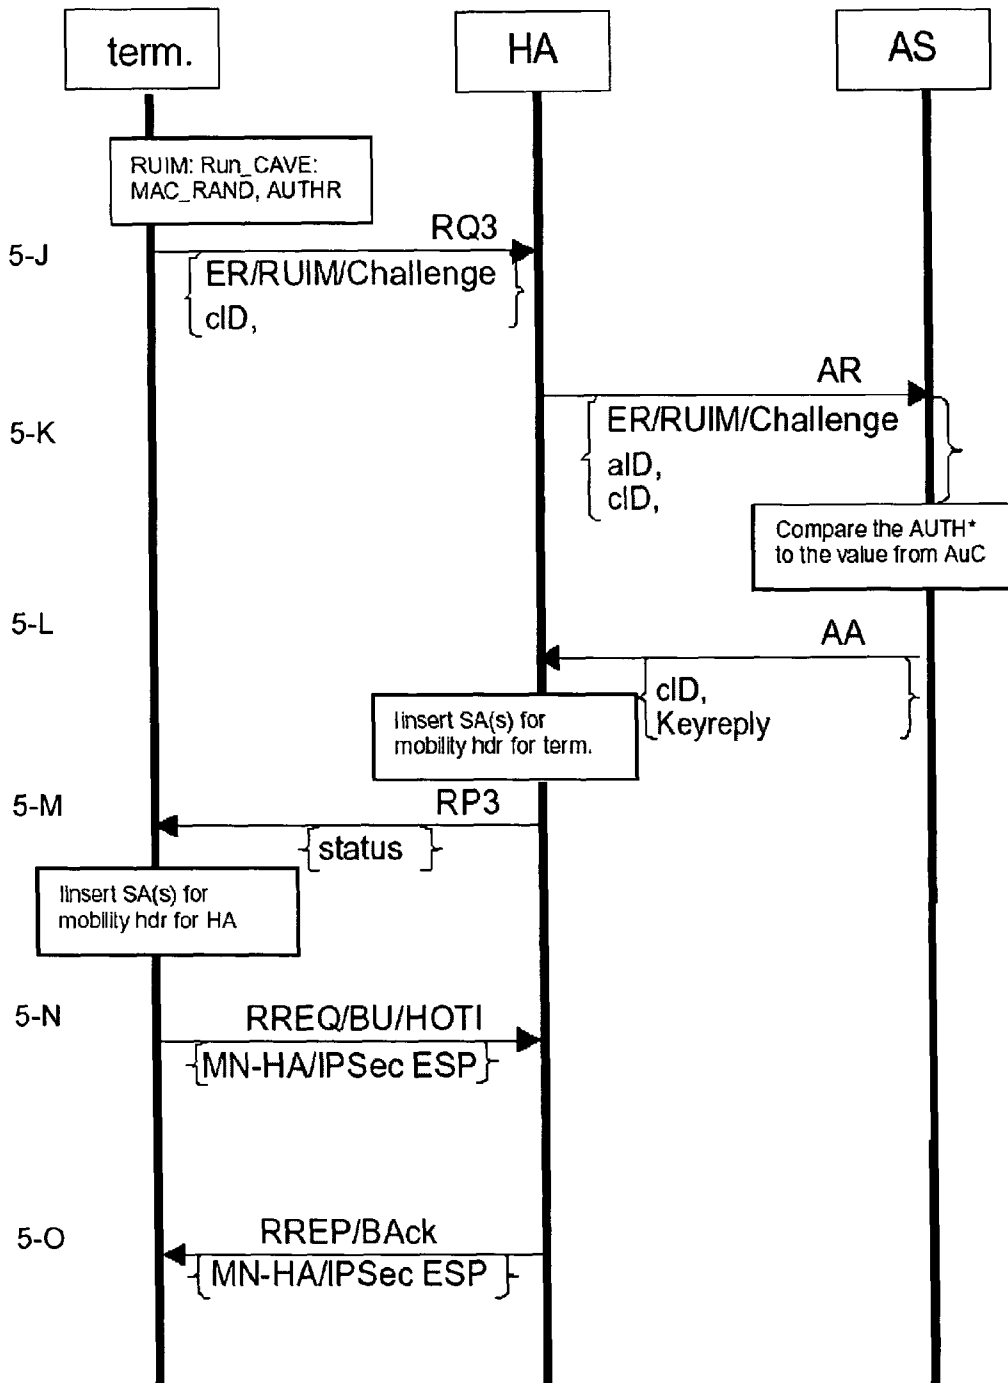 term.
HA
AS
RUIM: Run_CAVE:
MAC_RAND, AUTHR
RQ3
5-J
ER/RUIM/Challenge
cID,
AR
5-K
ER/RUIM/Challenge
aID,
cID,
Compare the AUTH*
to the value from AuC
5-L
AA
cID,
Keyreply
Iinsert SA(s) for
mobility hdr for term.
5-M
RP3
status
Iinsert SA(s) for
mobility hdr for HA
5-N
RREQ/BU/HOTI
MN-HA/IPSec ESP
5-O
RREP/BAck
MN-HA/IPSec ESP